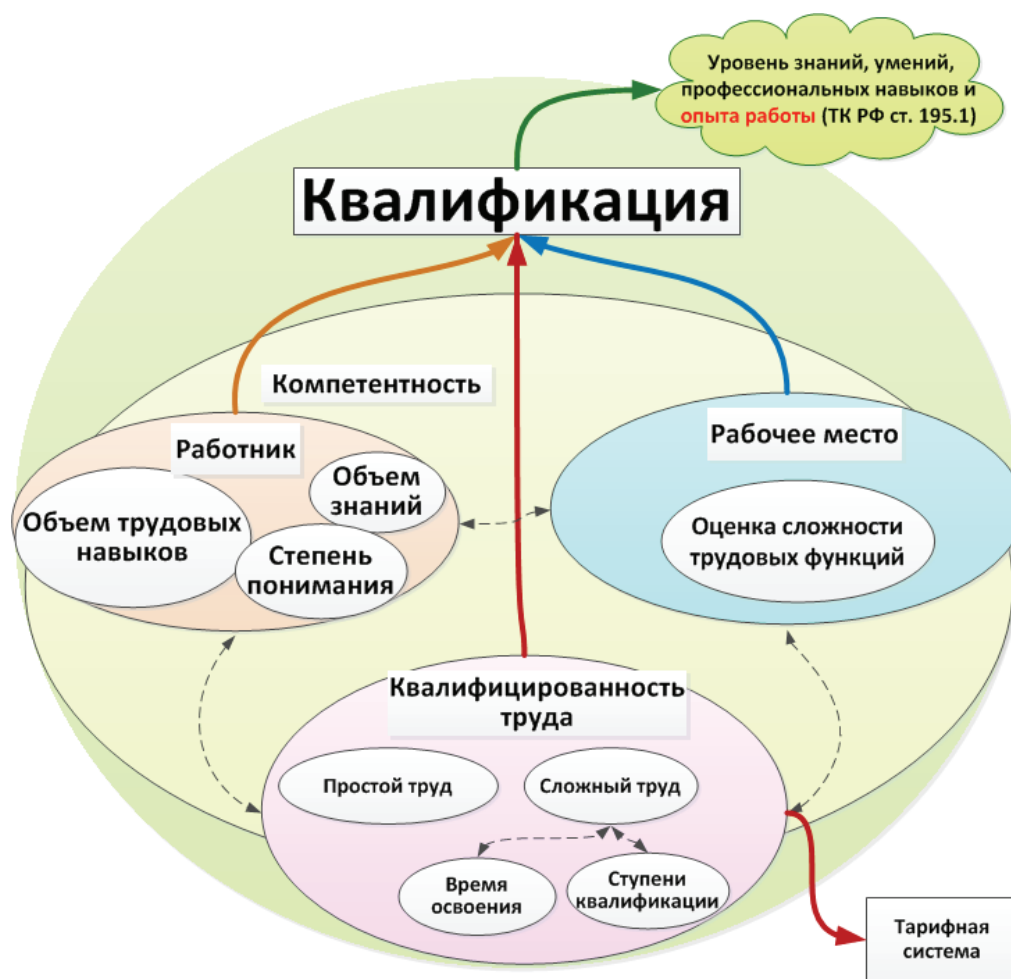 Уровень знаний, умений,
профессиональных навыков и
опыта работы (ТК РФ ст. 195.1)
Квалификация
Компетентность
Работник
Объем
знаний
Объем трудовых
навыков
Степень
понимания
Рабочее место
Оценка сложности
трудовых функций
Квалифицированность
труда
Простой труд
Сложный труд
Время
освоения
Ступени
квалификации
Тарифная
система